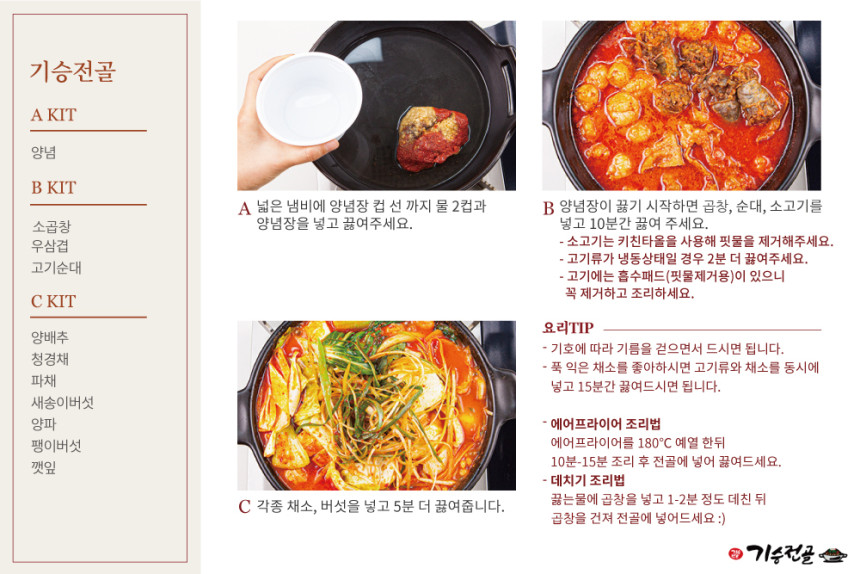 기승전골
A KIT
양념
B KIT
소곱창
우삼겹
고기순대
C KIT
양배추
청경채
파채
새송이버섯
양파
팽이버섯
깻잎
A 넓은 냄비에 양념장 컵 선 까지 물 2컵과
양념장을 넣고 끓여주세요.
B 양념장이 끓기 시작하면 곱창, 순대, 소고기를
넣고 10분간 끓여 주세요.
- 소고기는 키친타올을 사용해 핏물을 제거해주세요.
- 고기류가 냉동상태일 경우 2분 더 끓여주세요.
- 고기에는 흡수패드(핏물제거용)이 있으니
꼭 제거하고 조리하세요.
C 각종 채소, 버섯을 넣고 5분 더 끓여줍니다.
요리TIP
- 기호에 따라 기름을 걷으면서 드시면 됩니다.
- 푹 익은 채소를 좋아하시면 고기류와 채소를 동시에
넣고 15분간 끓여드시면 됩니다.
- 에어프라이어 조리법
에어프라이어를 180℃ 예열 한뒤
10분-15분 조리 후 전골에 넣어 끓여드세요.
- 데치기 조리법
끓는물에 곱창을 넣고 1-2분 정도 데친 뒤
곱창을 건져 전골에 넣어드세요 :)
기승전골